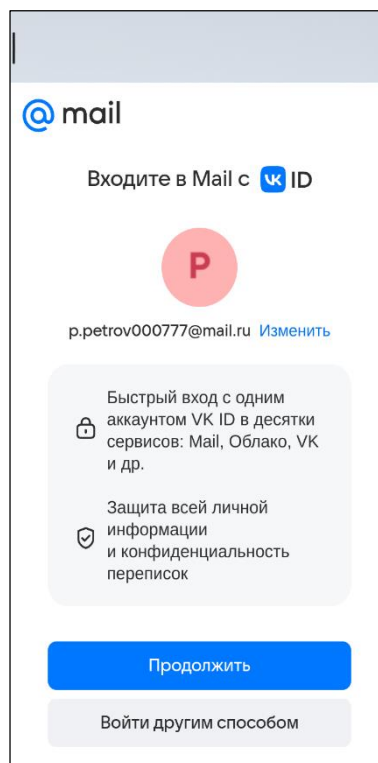 @ mail
Входите в Mail с VK ID
P
p.petrov000777@mail.ru Изменить
Быстрый вход с одним
аккаунтом VK ID в десятки
сервисов: Mail, Облако, VK
и др.
Защита всей личной
информации
и конфиденциальность
переписок
Продолжить
Войти другим способом